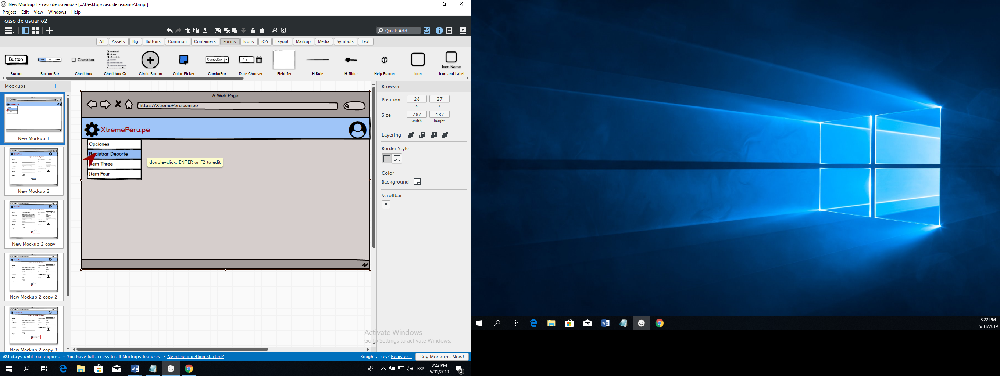 New Mockup 1 - caso de usuario2 - [...\Desktop\caso de usuario2.bmpr]
Project Edit View Windows Help
caso de usuario2
Quick Add
All Assets Big Buttons Common Containers Forms Icons iOS Layout Markup Media Symbols Text
Button One Two Three Checkbox ComboBox / / Icon Name
Button Button Bar Checkbox Checkbox Gr... Circle Button Color Picker ComboBox Date Chooser Field Set H.Rule H.Slider Help Button Icon Icon and Label
Mockups
New Mockup 1
New Mockup 2
New Mockup 2 copy
New Mockup 2 copy 2
New Mockup 2 copy 3
A Web Page
https://XtremePeru.com.pe
XtremePeru.pe
Opciones
Registrar Deporte
Item Three
Item Four
double-click, ENTER or F2 to edit
Browser
Position 28 27
X Y
Size 787 487
width height
Layering
Border Style
Color
Background
Scrollbar
Activate Windows
Go to Settings to activate Windows.
30 days until trial expires. · You have full access to all Mockups features. · Need help getting started?
Bought a key? Register... Buy Mockups Now!
ESP 8:22 PM
5/31/2019
2
8:22 PM
5/31/2019